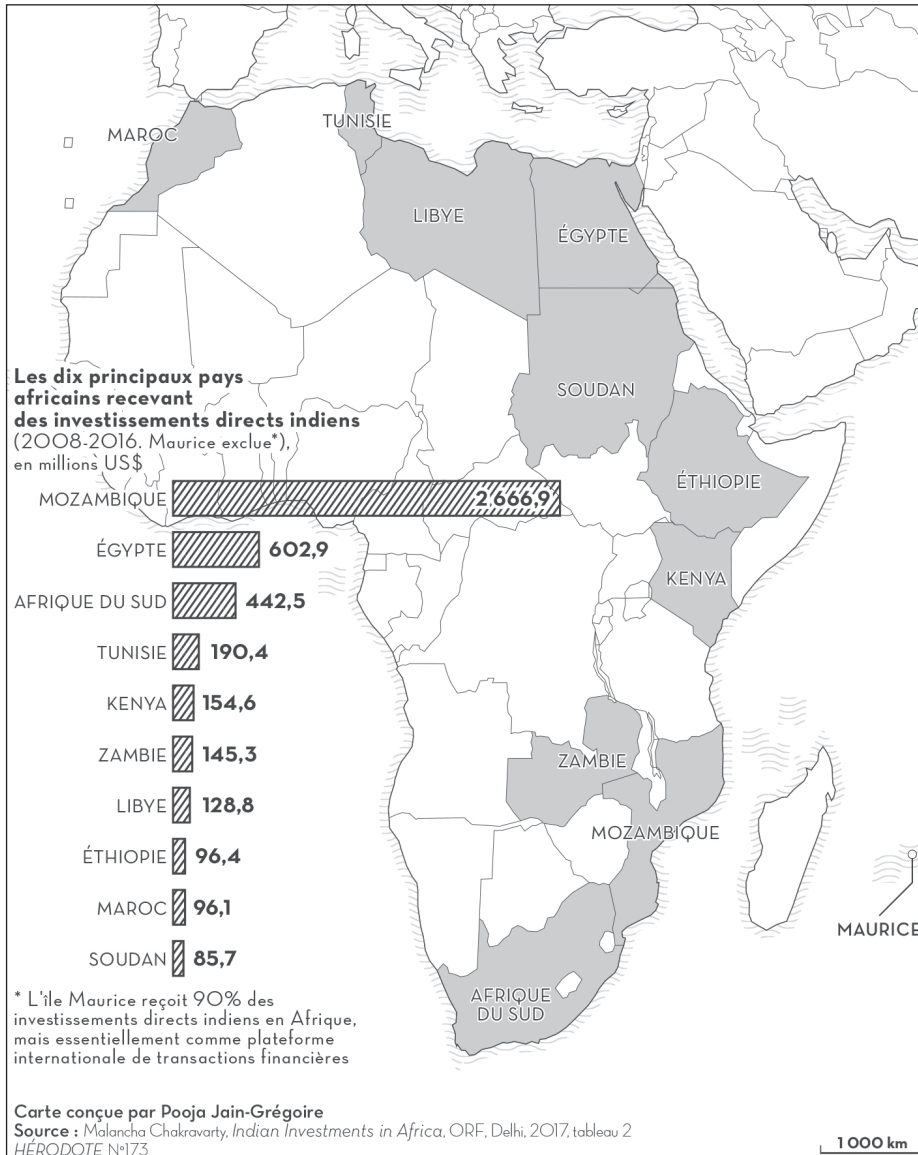 MAROC
TUNISIE
LIBYE
ÉGYPTE
SOUDAN
ÉTHIOPIE
KENYA
ZAMBIE
MOZAMBIQUE
MAURICE
AFRIQUE
DU SUD
Les dix principaux pays
africains recevant
des investissements directs indiens
(2008-2016. Maurice exclue*),
en millions US$
MOZAMBIQUE 2 666,9
ÉGYPTE 602,9
AFRIQUE DU SUD 442,5
TUNISIE 190,4
KENYA 154,6
ZAMBIE 145,3
LIBYE 128,8
ÉTHIOPIE 96,4
MAROC 96,1
SOUDAN 85,7
* L'île Maurice reçoit 90% des
investissements directs indiens en Afrique,
mais essentiellement comme plateforme
internationale de transactions financières
Carte conçue par Pooja Jain-Grégoire
Source : Malancha Chakravarty, Indian Investments in Africa, ORF, Delhi, 2017, tableau 2
HÉRODOTE N°173
1 000 km